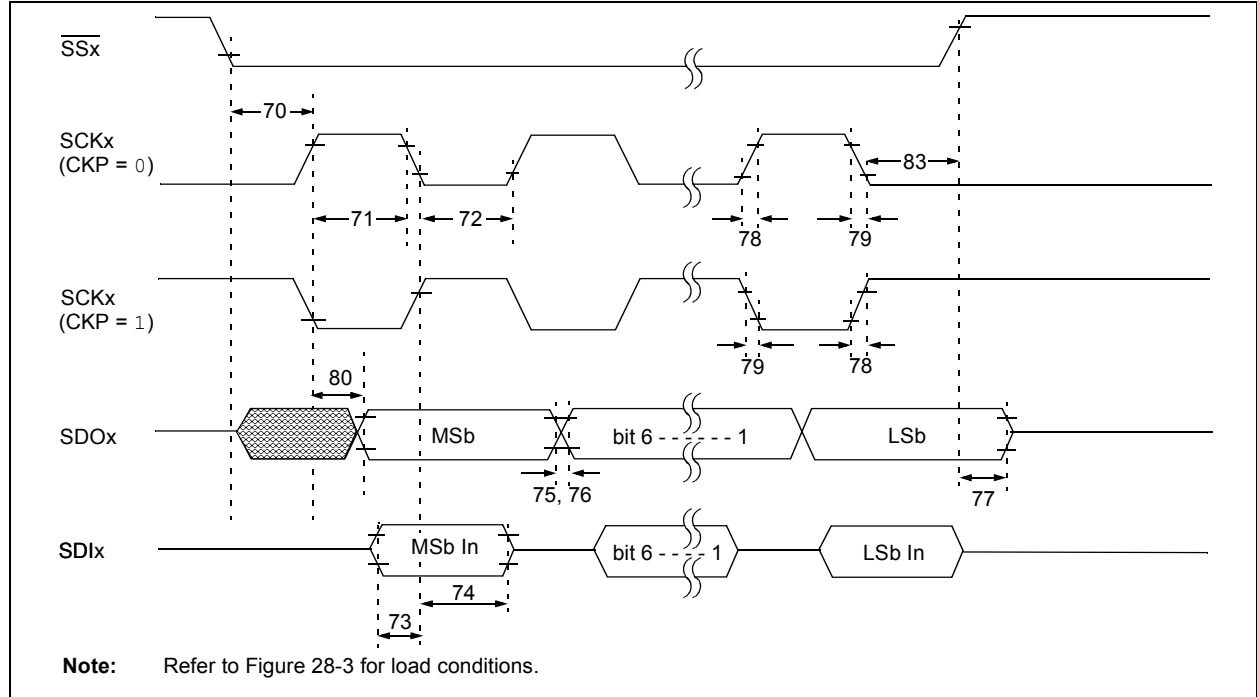 SSx
70
SCKx
(CKP = 0)
83
71
72
78
79
SCKx
(CKP = 1)
79
78
80
SDOx
MSb
bit 6 - - - - - - 1
LSb
75, 76
77
SDIx
MSb In
bit 6 - - - - 1
LSb In
74
73
Note: Refer to Figure 28-3 for load conditions.